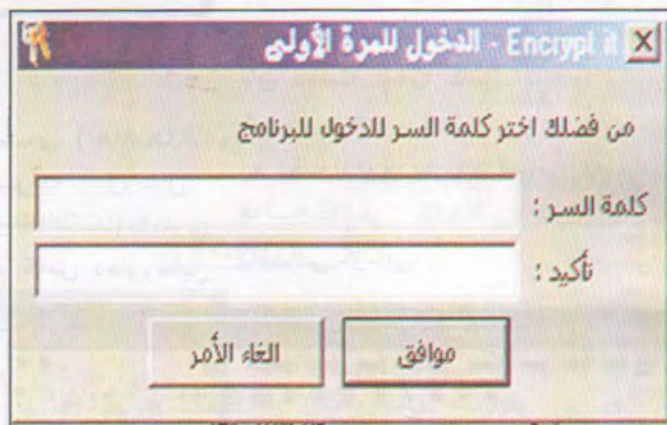 Encrypt it - الدخول للمرة الأولى
من فضلك اختر كلمة السر للدخول للبرنامج
كلمة السر :
تأكيد :
موافق
الغاء الأمر